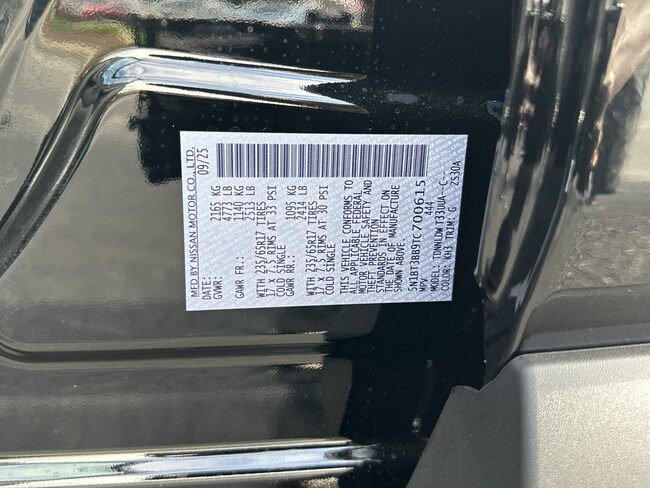 MFD BY NISSAN MOTOR CO., LTD.
DATE: 09/25
GVWR: 2165 KG
4773 LB
GAWR FR.: 1140 KG
2513 LB
WITH 235/65R17 TIRES
17 X 7.5 RIMS AT 33 PSI
COLD SINGLE
GAWR RR.: 1095 KG
2414 LB
WITH 235/65R17 TIRES
17 X 7.5 RIMS AT 30 PSI
COLD SINGLE
THIS VEHICLE CONFORMS TO
ALL APPLICABLE FEDERAL
MOTOR VEHICLE SAFETY AND
THEFT PREVENTION
STANDARDS IN EFFECT ON
THE DATE OF MANUFACTURE
5N1BT3BB9TC700615
MPV 444
COLOR: KH3 TRIM: G ZS30A